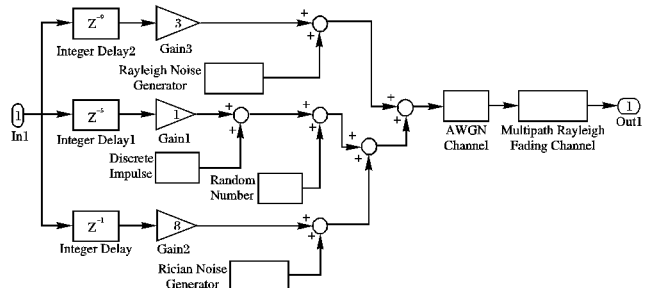 Z⁻⁹
3
Integer Delay2
Gain3
+
+
Rayleigh Noise
Generator
1
In1
Z⁻⁵
1
Integer Delay1
Gain1
+
+
Discrete
Impulse
+
+
Random
Number
+
+
+
+
AWGN
Channel
Multipath Rayleigh
Fading Channel
1
Out1
Z⁻¹
8
Integer Delay
Gain2
+
+
Rician Noise
Generator